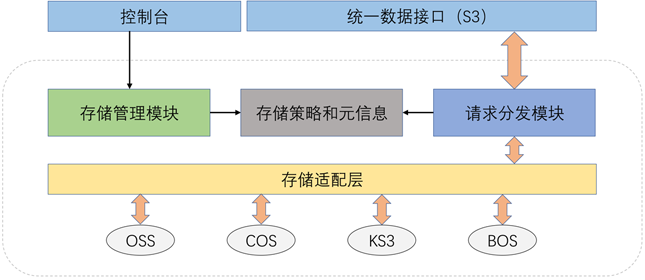 控制台
统一数据接口（S3）
存储管理模块
存储策略和元信息
请求分发模块
存储适配层
OSS
COS
KS3
BOS